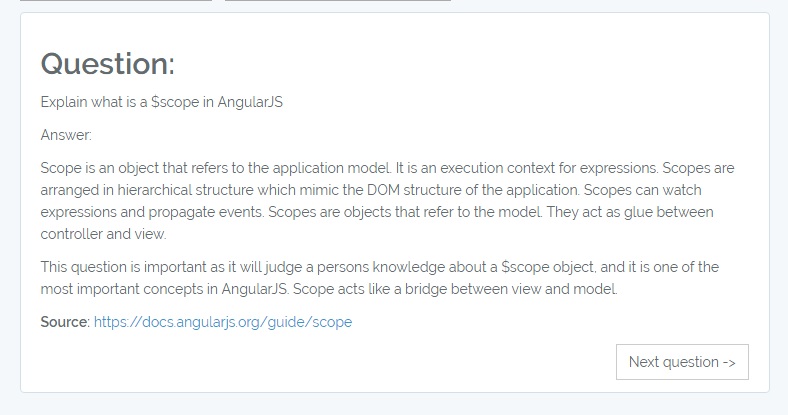 Question:
Explain what is a $scope in AngularJS
Answer:
Scope is an object that refers to the application model. It is an execution context for expressions. Scopes are
arranged in hierarchical structure which mimic the DOM structure of the application. Scopes can watch
expressions and propagate events. Scopes are objects that refer to the model. They act as glue between
controller and view.
This question is important as it will judge a persons knowledge about a $scope object, and it is one of the
most important concepts in AngularJS. Scope acts like a bridge between view and model.
Source: https://docs.angularjs.org/guide/scope
Next question ->